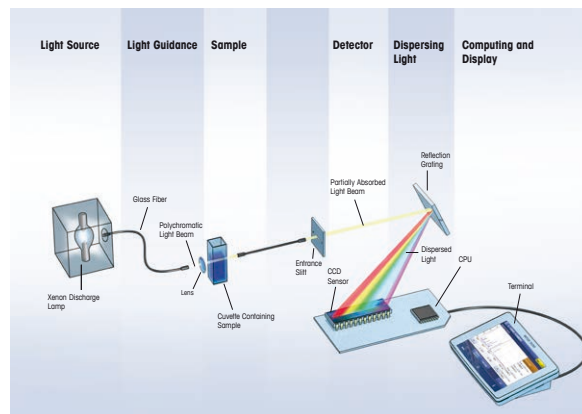 Light Source
Light Guidance
Sample
Detector
Dispersing
Light
Computing and
Display
Reflection
Grating
Partially Absorbed
Light Beam
Glass Fiber
Polychromatic
Light Beam
Entrance
Slitt
Dispersed
Light
CPU
CCD
Sensor
Terminal
Lens
Xenon Discharge
Lamp
Cuvette Containing
Sample